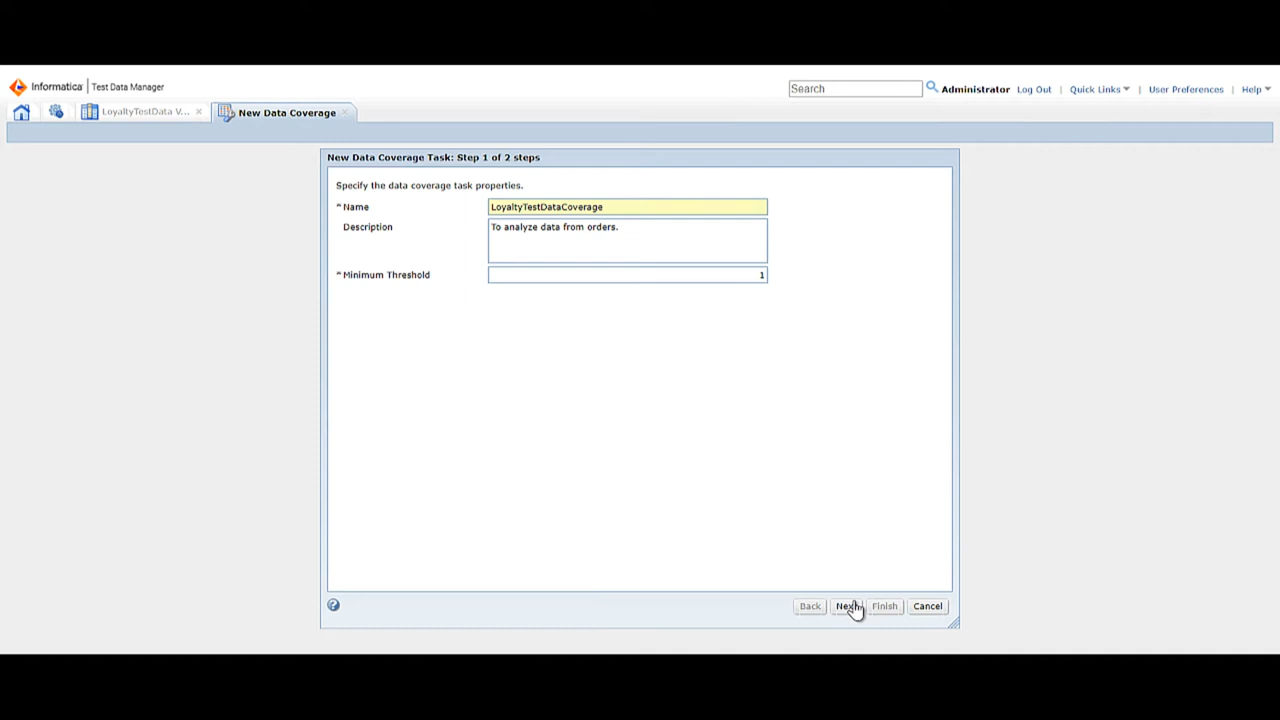 Informatica | Test Data Manager
Search
Administrator Log Out Quick Links | User Preferences | Help
LoyaltyTestData V...
New Data Coverage
New Data Coverage Task: Step 1 of 2 steps
Specify the data coverage task properties.
* Name LoyaltyTestDataCoverage
Description To analyze data from orders.
* Minimum Threshold 1
Back Next Finish Cancel